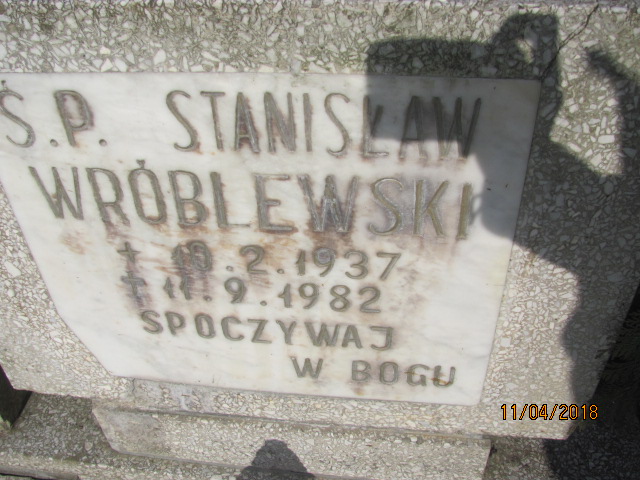 Ś.P. STANISŁAW
WRÓBLEWSKI
† 10.2.1937
† 11.9.1982
SPOCZYWAJ
W BOGU
11/04/2018